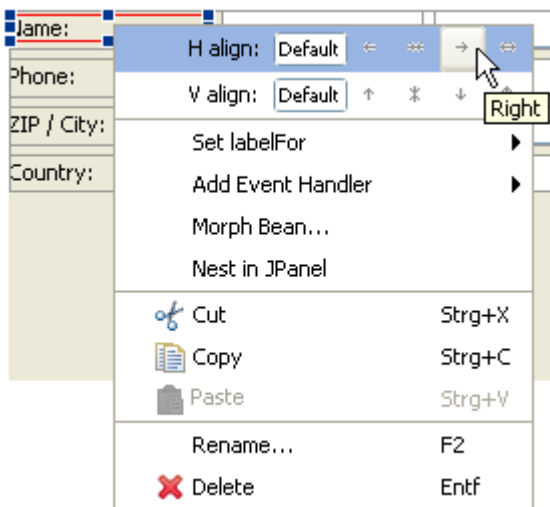 Name:
H align: Default
Phone:
V align: Default
Right
ZIP / City:
Set labelFor
Country:
Add Event Handler
Morph Bean...
Nest in JPanel
Cut Strg+X
Copy Strg+C
Paste Strg+V
Rename... F2
Delete Entf